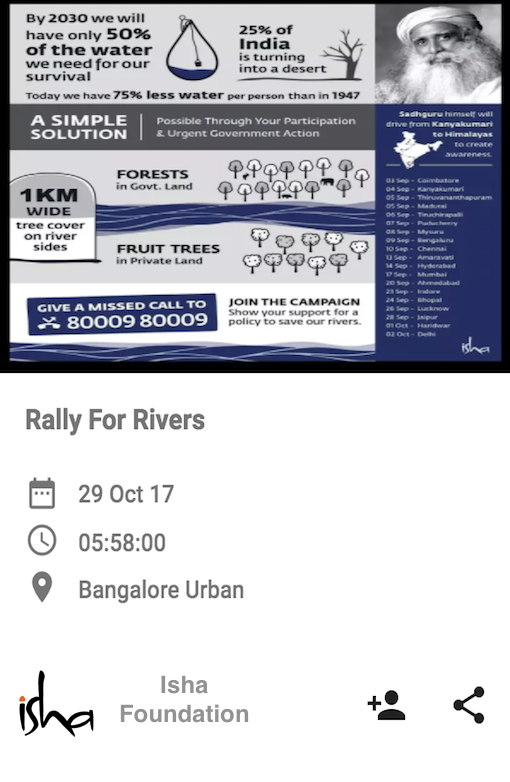 By 2030 we will
have only 50%
of the water
we need for our
survival
25% of
India
is turning
into a desert
Today we have 75% less water per person than in 1947
A SIMPLE
SOLUTION
Possible Through Your Participation
& Urgent Government Action
1KM
WIDE
tree cover
on river
sides
FORESTS
in Govt. Land
FRUIT TREES
in Private Land
GIVE A MISSED CALL TO
80009 80009
JOIN THE CAMPAIGN
Show your support for a
policy to save our rivers.
Sadhguru himself will
drive from Kanyakumari
to Himalayas
to create
awareness.
03 Sep - Coimbatore
04 Sep - Kanyakumari
05 Sep - Thiruvananthapuram
05 Sep - Madurai
06 Sep - Tiruchirapalli
07 Sep - Puducherry
08 Sep - Mysuru
09 Sep - Bengaluru
10 Sep - Chennai
13 Sep - Amaravati
14 Sep - Hyderabad
17 Sep - Mumbai
20 Sep - Ahmedabad
23 Sep - Indore
24 Sep - Bhopal
26 Sep - Lucknow
28 Sep - Jaipur
01 Oct - Haridwar
02 Oct - Delhi
isha
Rally For Rivers
29 Oct 17
05:58:00
Bangalore Urban
isha
Isha
Foundation